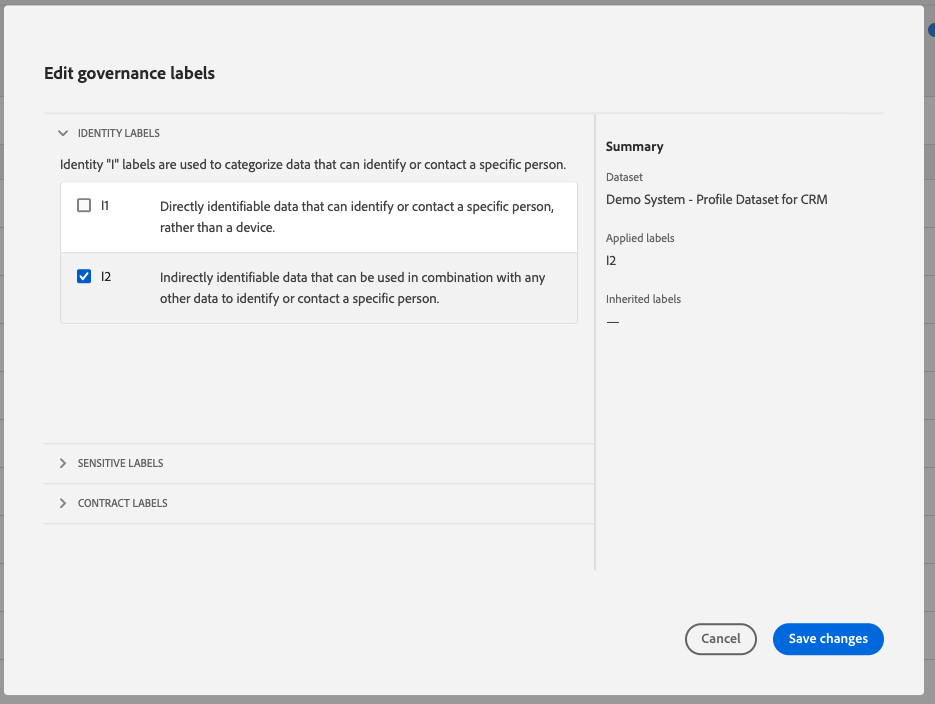 Edit governance labels
IDENTITY LABELS
Identity "I" labels are used to categorize data that can identify or contact a specific person.
I1
Directly identifiable data that can identify or contact a specific person,
rather than a device.
I2
Indirectly identifiable data that can be used in combination with any
other data to identify or contact a specific person.
SENSITIVE LABELS
CONTRACT LABELS
Summary
Dataset
Demo System - Profile Dataset for CRM
Applied labels
I2
Inherited labels
—
Cancel
Save changes